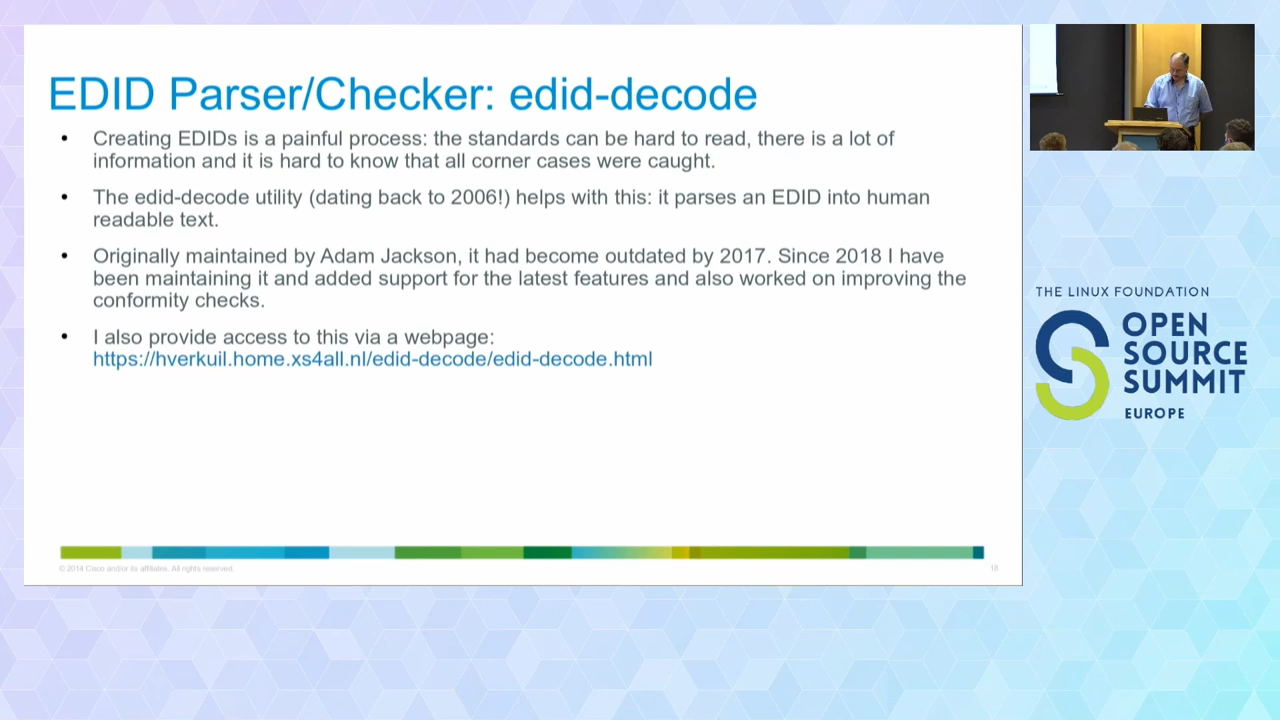 EDID Parser/Checker: edid-decode
• Creating EDIDs is a painful process: the standards can be hard to read, there is a lot of
information and it is hard to know that all corner cases were caught.
• The edid-decode utility (dating back to 2006!) helps with this: it parses an EDID into human
readable text.
• Originally maintained by Adam Jackson, it had become outdated by 2017. Since 2018 I have
been maintaining it and added support for the latest features and also worked on improving the
conformity checks.
• I also provide access to this via a webpage:
https://hverkuil.home.xs4all.nl/edid-decode/edid-decode.html
© 2014 Cisco and/or its affiliates. All rights reserved.
18
THE LINUX FOUNDATION
OPEN
SOURCE
SUMMIT
EUROPE